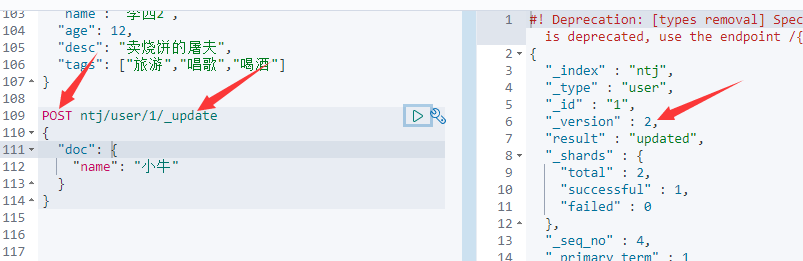 "name": "李四2",
104 "age": 12,
105 "desc": "卖烧饼的屠夫",
106 "tags": ["旅游","唱歌","喝酒"]
107 }
108
109 POST ntj/user/1/_update
110 {
111 "doc": {
112 "name": "小牛"
113 }
114 }
115
116
117
1 #! Deprecation: [types removal] Spec
is deprecated, use the endpoint /{
2 {
3 "_index" : "ntj",
4 "_type" : "user",
5 "_id" : "1",
6 "_version" : 2,
7 "result" : "updated",
8 "_shards" : {
9 "total" : 2,
10 "successful" : 1,
11 "failed" : 0
12 },
13 "_seq_no" : 4,
14 "_primary_term" : 1